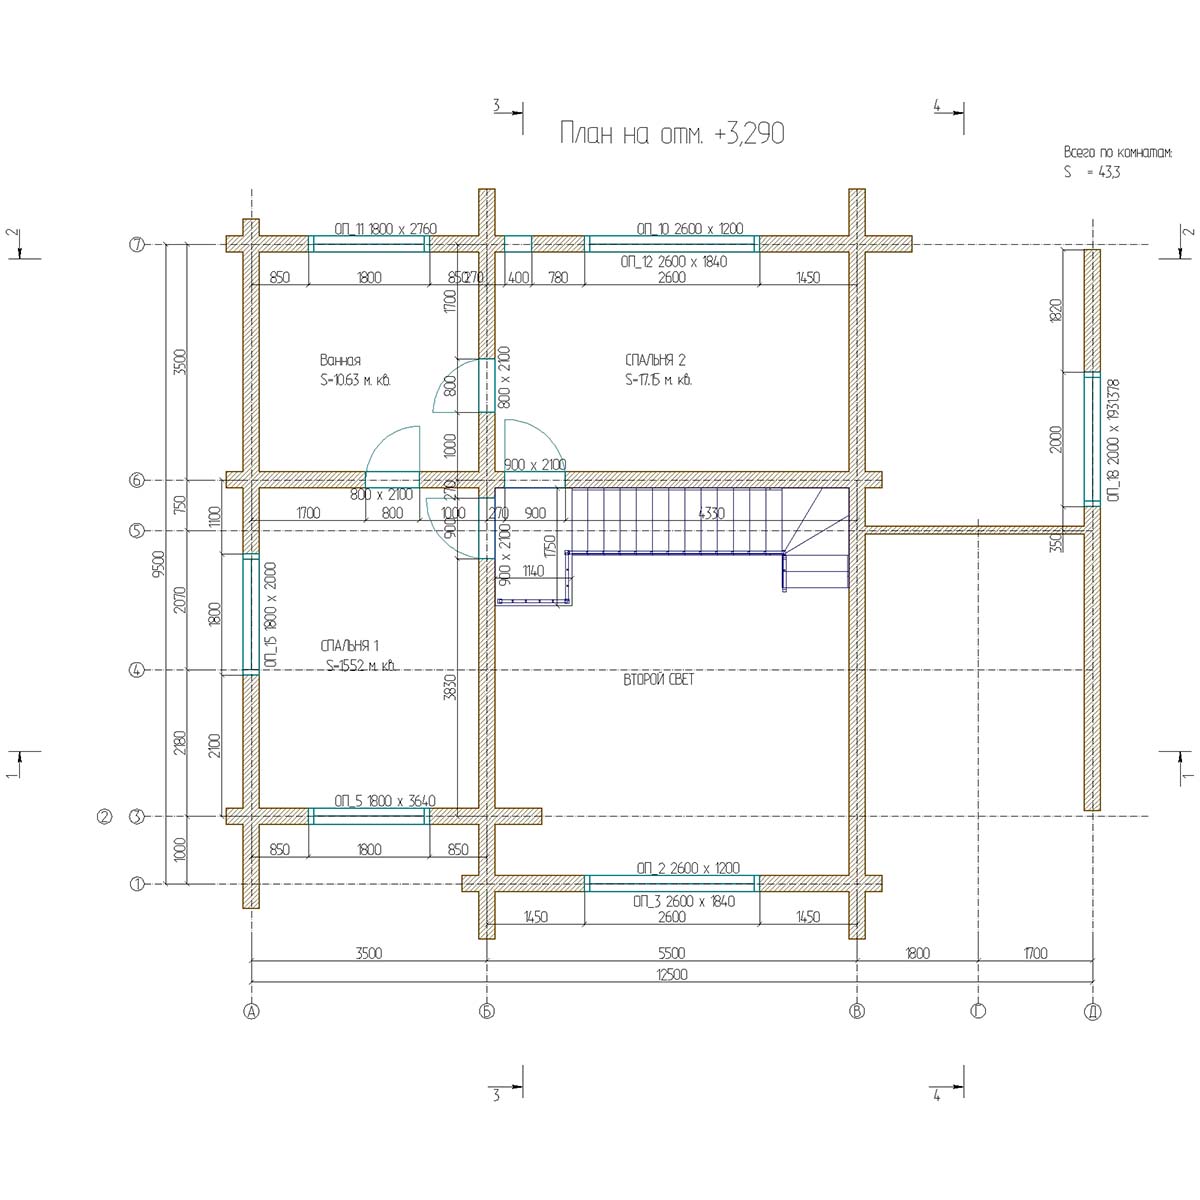 3
4
План на отм. +3,290
Всего по комнатам:
S = 43,3
2
2
7
ОП_11 1800 x 2760
ОП_10 2600 x 1200
ОП_12 2600 x 1840
850
1800
850
270
400
780
2600
1450
1700
1820
3500
Ванная
S=10.63 м. кв.
СПАЛЬНЯ 2
S=17.15 м. кв.
800
800 x 2100
1000
2000
ОП_18 2000 x 1931.378
6
900 x 2100
800 x 2100
270
750
1100
1700
800
1000
270
900
4330
5
900
900 x 2100
1750
350
9500
1140
2070
1800
ОП_15 1800 x 2000
СПАЛЬНЯ 1
S=15.52 м. кв.
4
ВТОРОЙ СВЕТ
3830
2180
2100
1
1
ОП_5 1800 x 3640
2
3
1000
850
1800
850
ОП_2 2600 x 1200
1
ОП_3 2600 x 1840
1450
2600
1450
3500
5500
1800
1700
12500
А
Б
В
Г
Д
3
4